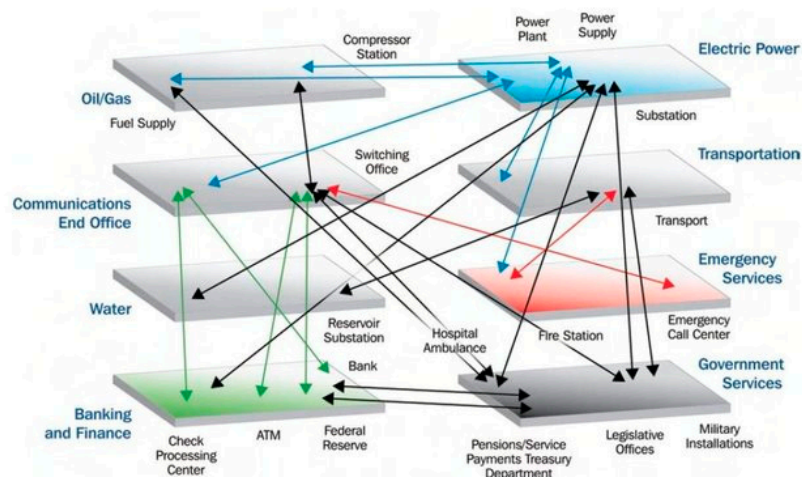 Compressor
Station
Power
Plant
Power
Supply
Electric Power
Oil/Gas
Fuel Supply
Substation
Switching
Office
Transportation
Communications
End Office
Transport
Emergency
Services
Water
Reservoir
Substation
Hospital
Ambulance
Fire Station
Emergency
Call Center
Bank
Government
Services
Banking
and Finance
Check
Processing
Center
ATM
Federal
Reserve
Pensions/Service
Payments Treasury
Department
Legislative
Offices
Military
Installations